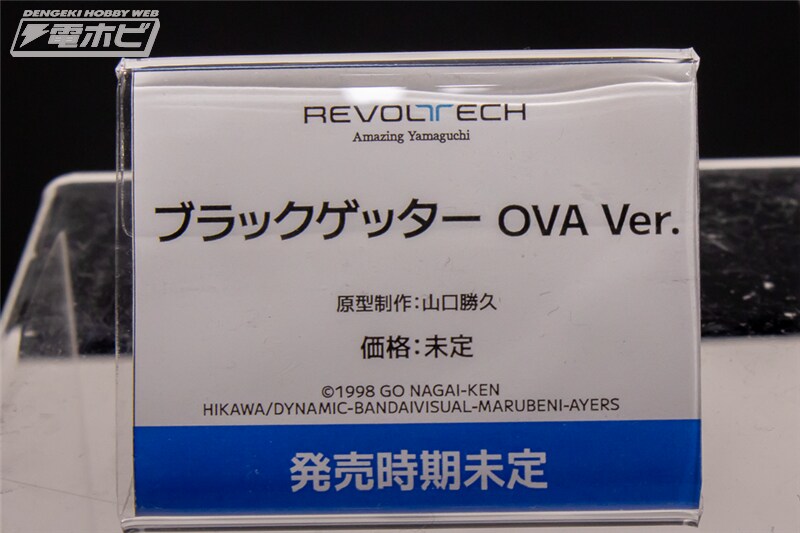 DENGEKI HOBBY WEB
電ホビ
REVOLTECH
Amazing Yamaguchi
ブラックゲッター OVA Ver.
原型制作:山口勝久
価格:未定
©1998 GO NAGAI-KEN
HIKAWA/DYNAMIC-BANDAIVISUAL-MARUBENI-AYERS
発売時期未定